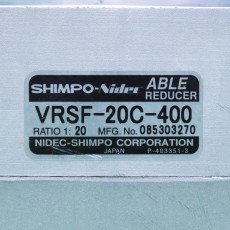 SHIMPO-Nidec ABLE REDUCER
VRSF-20C-400
RATIO 1: 20 MFG. No. 085303270
NIDEC-SHIMPO CORPORATION
JAPAN P-403351-3